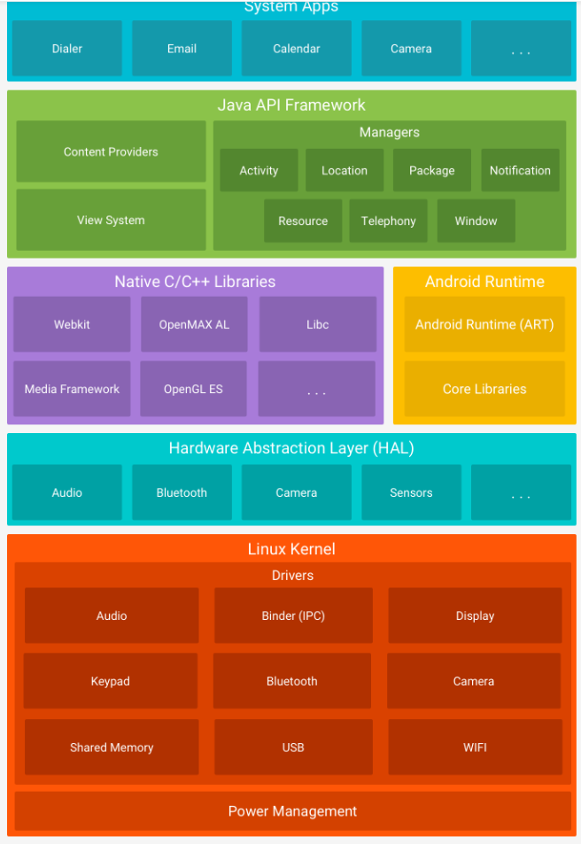 System Apps
Dialer
Email
Calendar
Camera
. . .
Java API Framework
Content Providers
View System
Managers
Activity
Location
Package
Notification
Resource
Telephony
Window
Native C/C++ Libraries
Webkit
OpenMAX AL
Libc
Media Framework
OpenGL ES
. . .
Android Runtime
Android Runtime (ART)
Core Libraries
Hardware Abstraction Layer (HAL)
Audio
Bluetooth
Camera
Sensors
. . .
Linux Kernel
Drivers
Audio
Binder (IPC)
Display
Keypad
Bluetooth
Camera
Shared Memory
USB
WIFI
Power Management